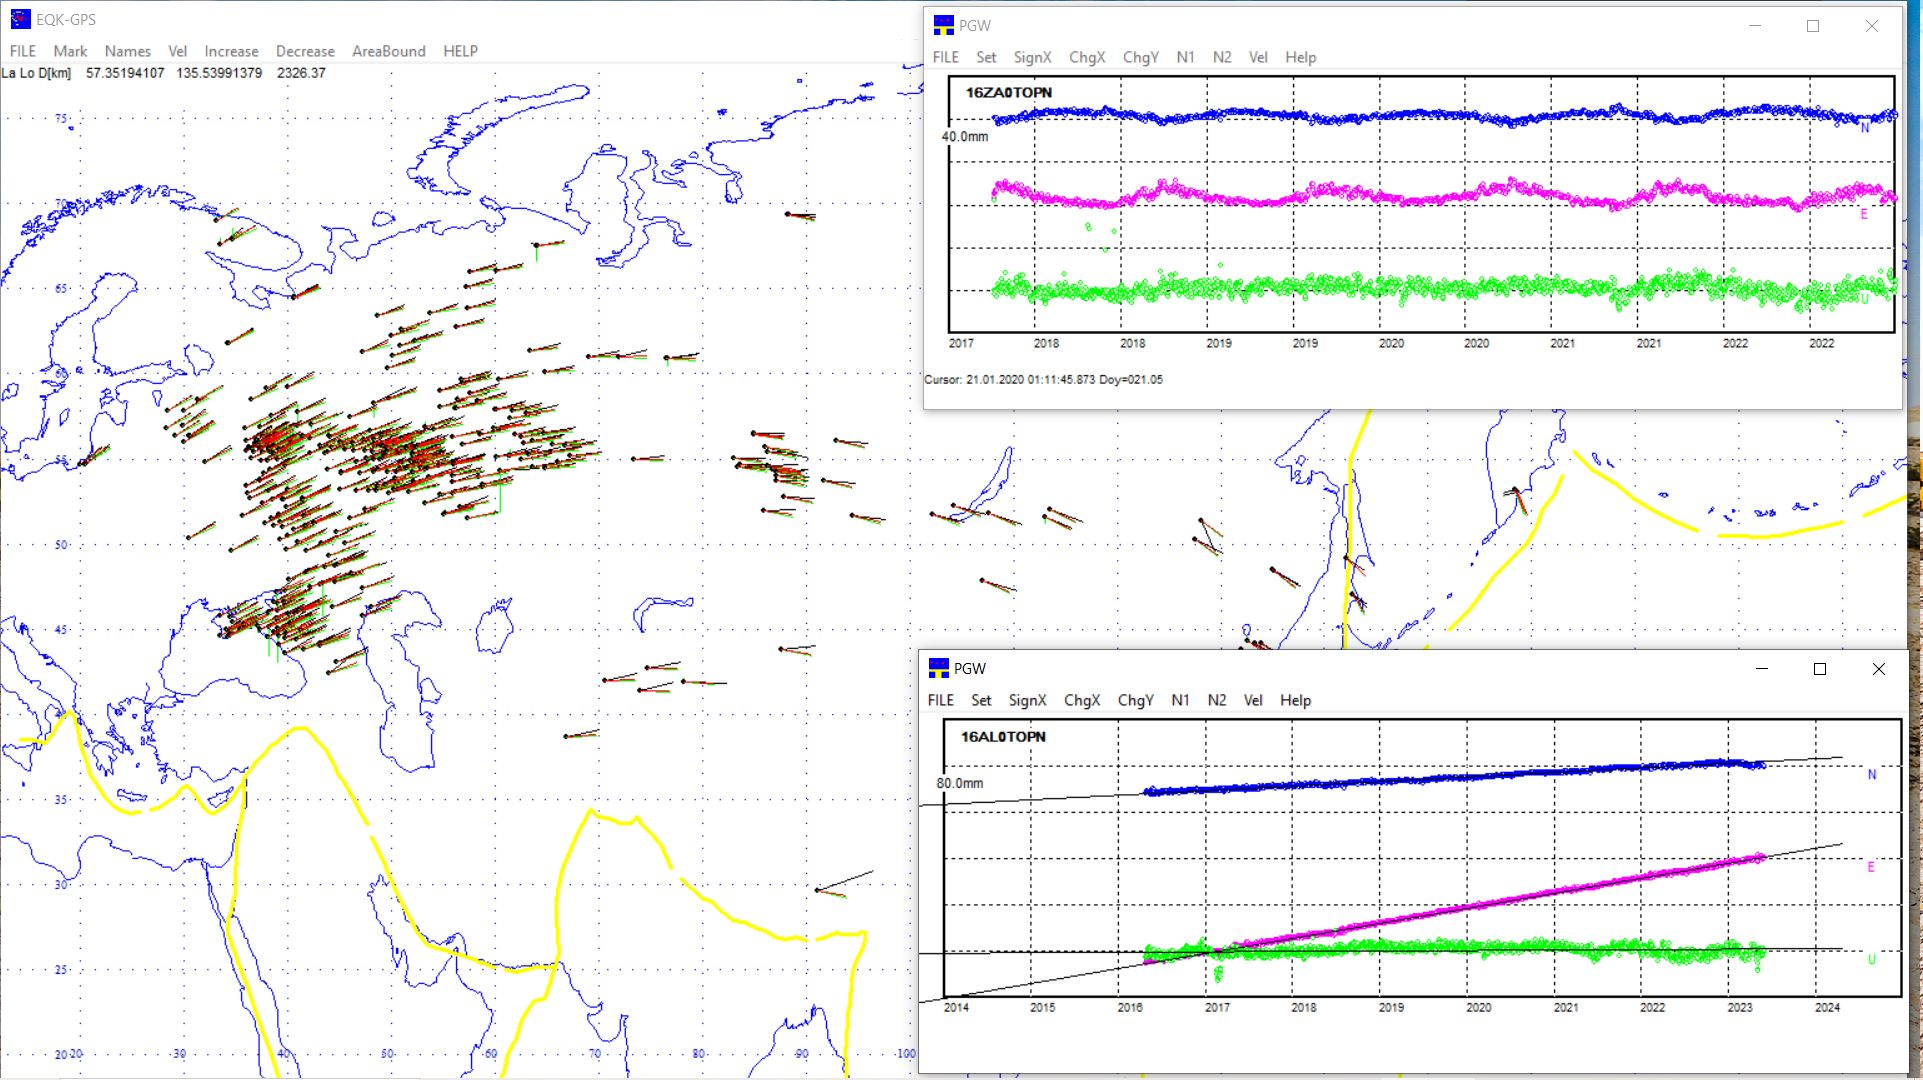 EQK-GPS
FILE Mark Names Vel Increase Decrease AreaBound HELP
La Lo D[km] 57.35194107 135.53991379 2326.37
75
70
65
60
55
50
45
35
30
25
20 20 30 40 50 60 70 80 90 100
PGW
FILE Set SignX ChgX ChgY N1 N2 Vel Help
16ZA0TOPN
40.0mm
N
E
U
2017 2018 2018 2019 2019 2020 2020 2021 2021 2022 2022
Cursor: 21.01.2020 01:11:45.873 Doy=021.05
PGW
FILE Set SignX ChgX ChgY N1 N2 Vel Help
16AL0TOPN
80.0mm
N
E
U
2014 2015 2016 2017 2018 2019 2020 2021 2022 2023 2024